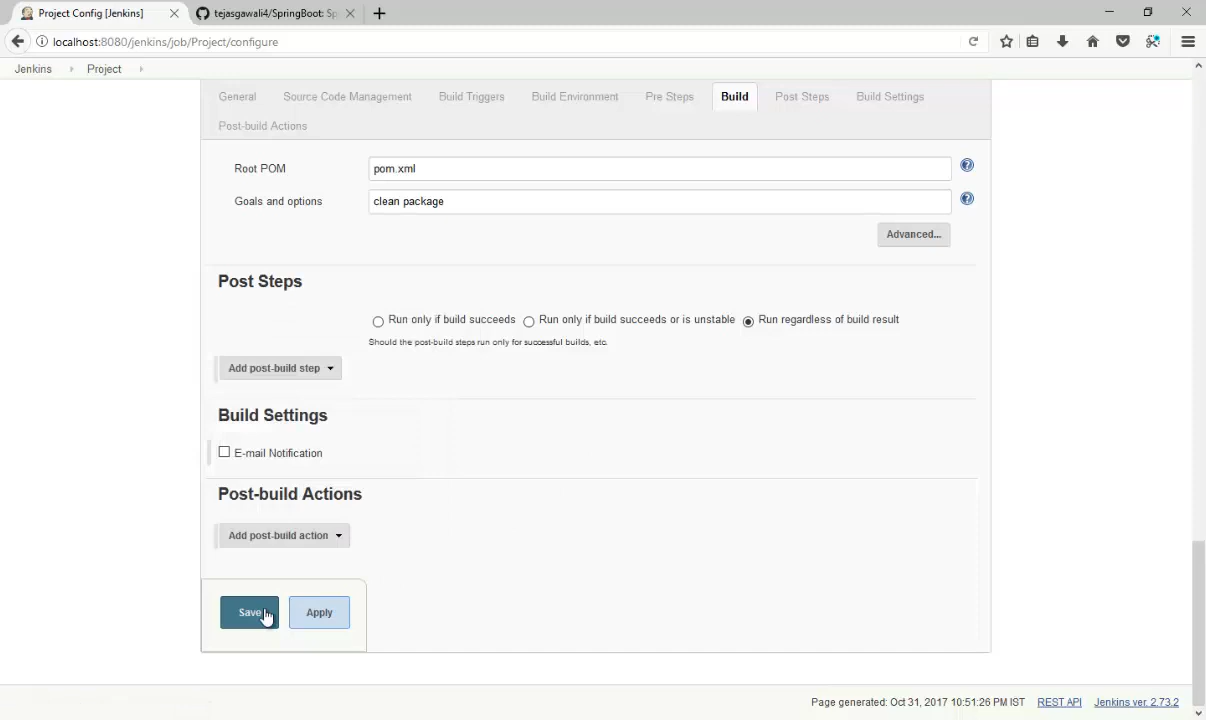 Project Config [Jenkins]
tejasgawali4/SpringBoot: Sp
localhost:8080/jenkins/job/Project/configure
Jenkins
Project
General
Source Code Management
Build Triggers
Build Environment
Pre Steps
Build
Post Steps
Build Settings
Post-build Actions
Root POM
pom.xml
Goals and options
clean package
Advanced...
Post Steps
Run only if build succeeds
Run only if build succeeds or is unstable
Run regardless of build result
Should the post-build steps run only for successful builds, etc.
Add post-build step
Build Settings
E-mail Notification
Post-build Actions
Add post-build action
Save
Apply
Page generated: Oct 31, 2017 10:51:26 PM IST
REST API
Jenkins ver. 2.73.2